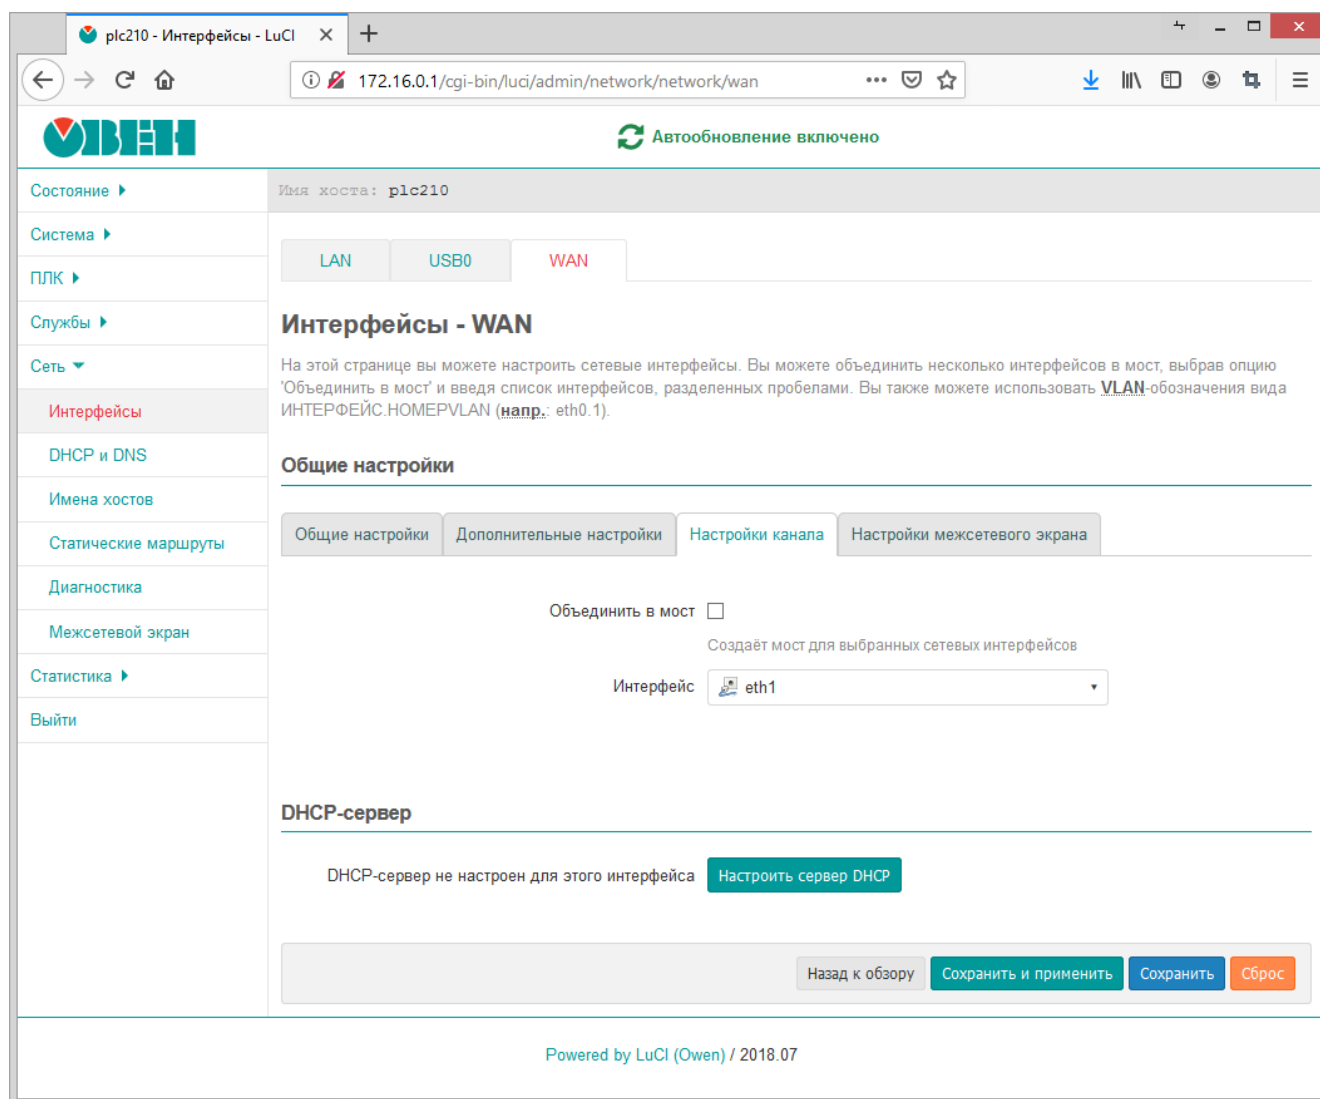 plc210 - Интерфейсы - LuCI
172.16.0.1/cgi-bin/luci/admin/network/network/wan
ОВЕН
Автообновление включено
Состояние
Имя хоста: plc210
Система
ПЛК
Службы
Сеть
Интерфейсы
DHCP и DNS
Имена хостов
Статические маршруты
Диагностика
Межсетевой экран
Статистика
Выйти
LAN USB0 WAN
Интерфейсы - WAN
На этой странице вы можете настроить сетевые интерфейсы. Вы можете объединить несколько интерфейсов в мост, выбрав опцию
'Объединить в мост' и введя список интерфейсов, разделенных пробелами. Вы также можете использовать VLAN-обозначения вида
ИНТЕРФЕЙС.НОМЕРVLAN (напр.: eth0.1).
Общие настройки
Общие настройки Дополнительные настройки Настройки канала Настройки межсетевого экрана
Объединить в мост
Создаёт мост для выбранных сетевых интерфейсов
Интерфейс eth1
DHCP-сервер
DHCP-сервер не настроен для этого интерфейса Настроить сервер DHCP
Назад к обзору Сохранить и применить Сохранить Сброс
Powered by LuCI (Owen) / 2018.07